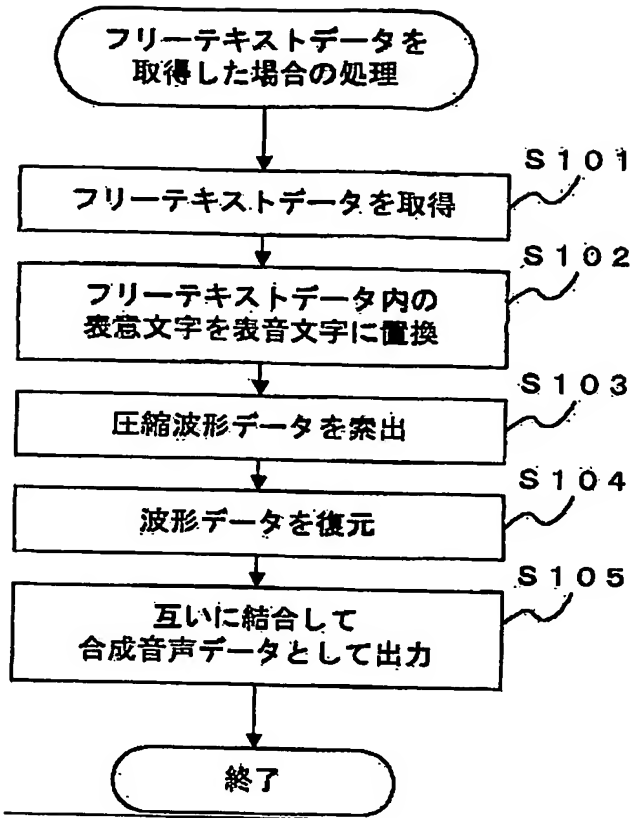 フリーテキストデータを
取得した場合の処理
S101
フリーテキストデータを取得
S102
フリーテキストデータ内の
表意文字を表音文字に置換
S103
圧縮波形データを索出
S104
波形データを復元
S105
互いに結合して
合成音声データとして出力
終了